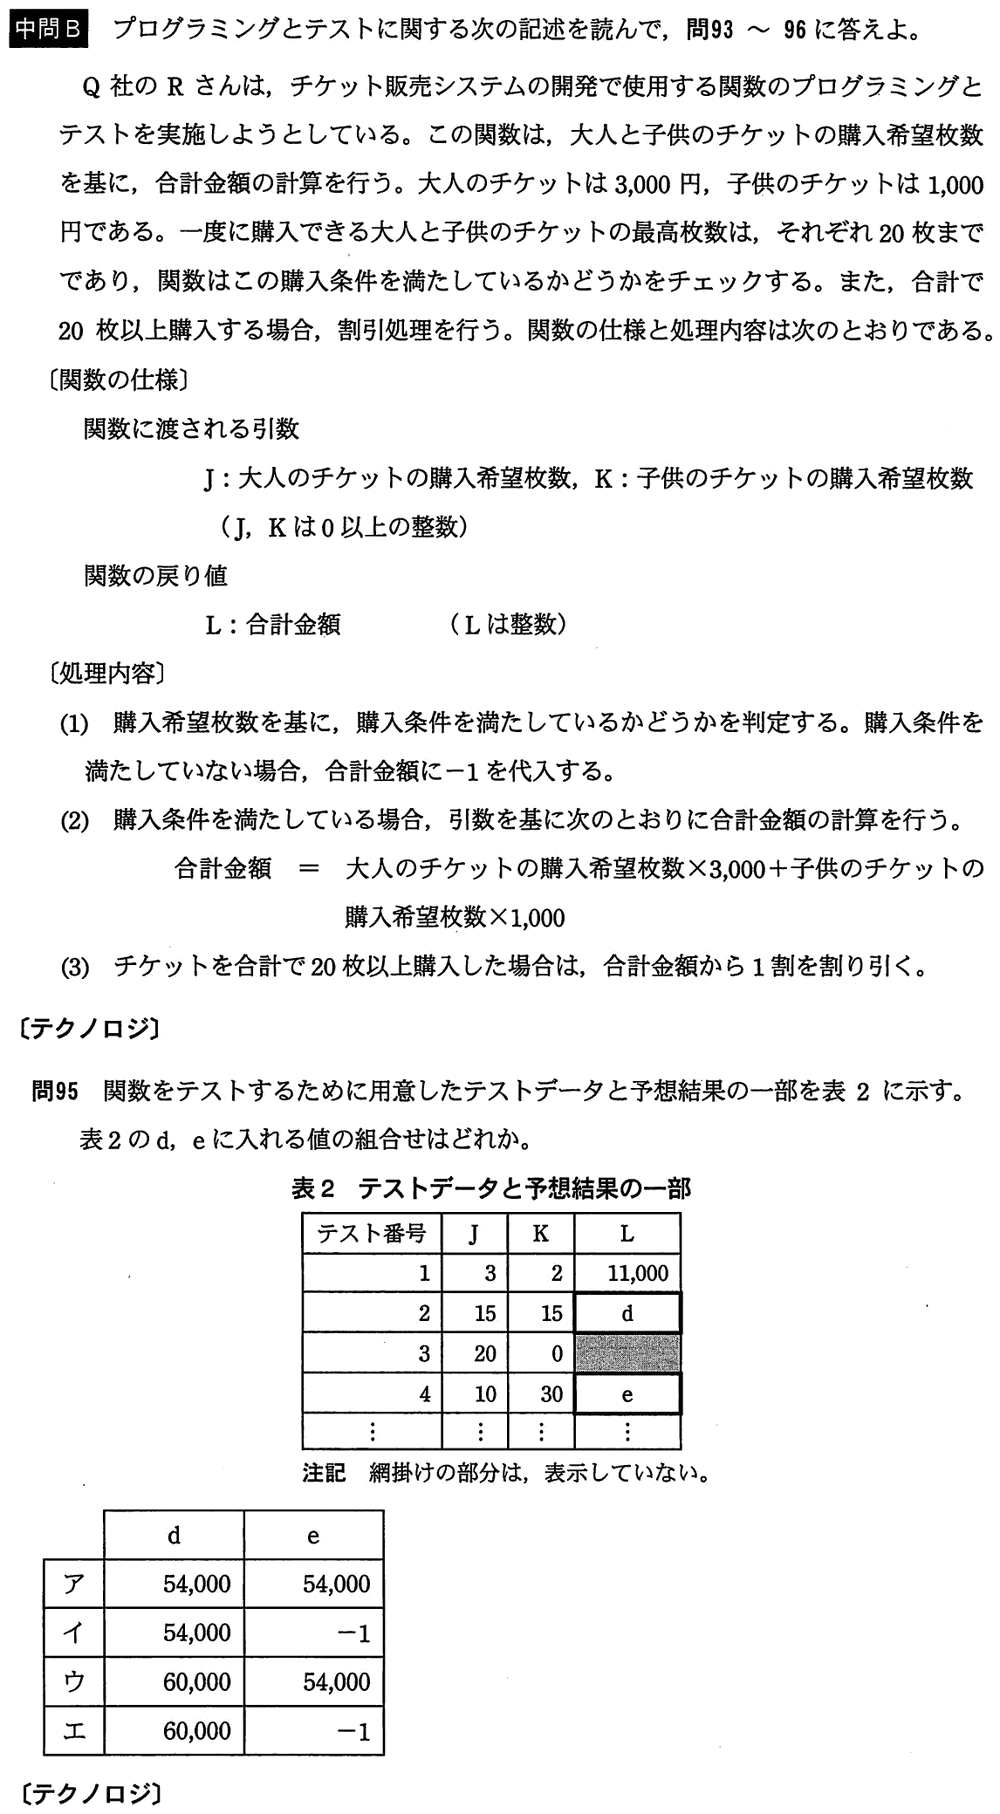 中問B プログラミングとテストに関する次の記述を読んで，問93 ～ 96 に答えよ。
Q 社の R さんは，チケット販売システムの開発で使用する関数のプログラミングと
テストを実施しようとしている。この関数は，大人と子供のチケットの購入希望枚数
を基に，合計金額の計算を行う。大人のチケットは 3,000 円，子供のチケットは 1,000
円である。一度に購入できる大人と子供のチケットの最高枚数は，それぞれ 20 枚まで
であり，関数はこの購入条件を満たしているかどうかをチェックする。また，合計で
20 枚以上購入する場合，割引処理を行う。関数の仕様と処理内容は次のとおりである。
〔関数の仕様〕
関数に渡される引数
J：大人のチケットの購入希望枚数，K：子供のチケットの購入希望枚数
（J，K は 0 以上の整数）
関数の戻り値
L：合計金額 （L は整数）
〔処理内容〕
(1) 購入希望枚数を基に，購入条件を満たしているかどうかを判定する。購入条件を
満たしていない場合，合計金額に－1 を代入する。
(2) 購入条件を満たしている場合，引数を基に次のとおりに合計金額の計算を行う。
合計金額 ＝ 大人のチケットの購入希望枚数×3,000＋子供のチケットの
購入希望枚数×1,000
(3) チケットを合計で 20 枚以上購入した場合は，合計金額から 1 割を割り引く。
〔テクノロジ〕
問95 関数をテストするために用意したテストデータと予想結果の一部を表 2 に示す。
表 2 の d，e に入れる値の組合せはどれか。
表 2 テストデータと予想結果の一部
テスト番号 J K L
1 3 2 11,000
2 15 15 d
3 20 0
4 10 30 e
⋮ ⋮ ⋮ ⋮
注記 網掛けの部分は，表示していない。
d e
ア 54,000 54,000
イ 54,000 －1
ウ 60,000 54,000
エ 60,000 －1
〔テクノロジ〕